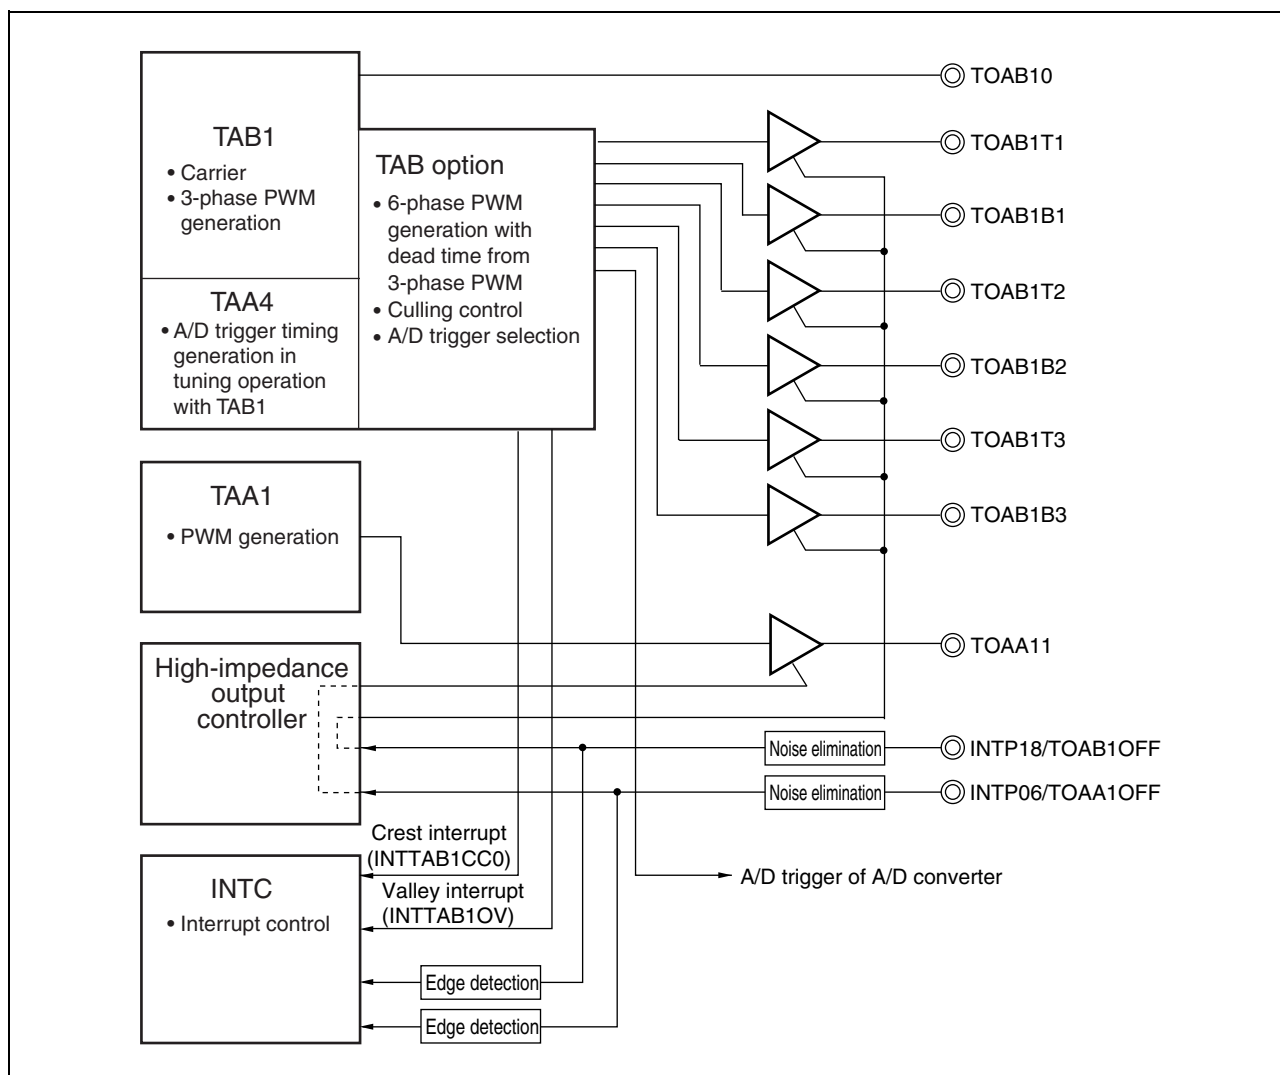 TOAB10
TAB1
• Carrier
• 3-phase PWM
generation
TAB option
• 6-phase PWM
generation with
dead time from
3-phase PWM
• Culling control
• A/D trigger selection
TAA4
• A/D trigger timing
generation in
tuning operation
with TAB1
TOAB1T1
TOAB1B1
TOAB1T2
TOAB1B2
TOAB1T3
TOAB1B3
TAA1
• PWM generation
TOAA11
High-impedance
output
controller
Noise elimination
INTP18/TOAB1OFF
Noise elimination
INTP06/TOAA1OFF
Crest interrupt
(INTTAB1CC0)
A/D trigger of A/D converter
INTC
• Interrupt control
Valley interrupt
(INTTAB1OV)
Edge detection
Edge detection